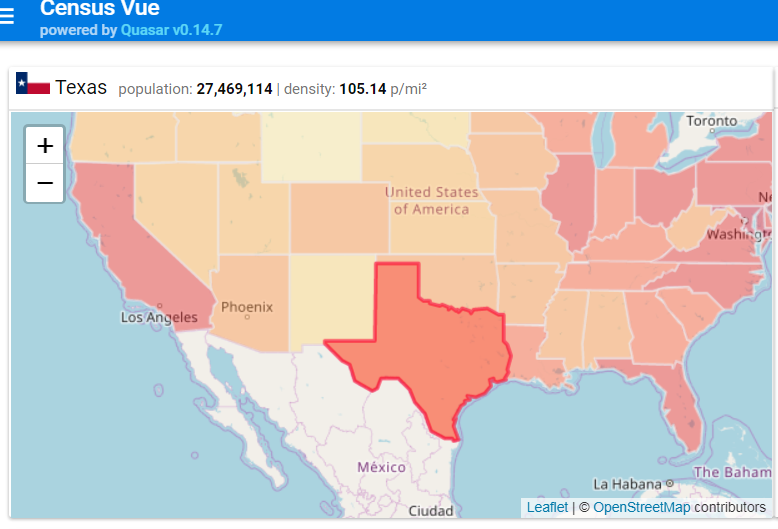 Census Vue
powered by Quasar v0.14.7
Texas population: 27,469,114 | density: 105.14 p/mi²
+
−
Toronto
United States
of America
Ne
Washingt
Phoenix
Los Angeles
México
The Baham
La Habana
Ciudad
Leaflet | © OpenStreetMap contributors